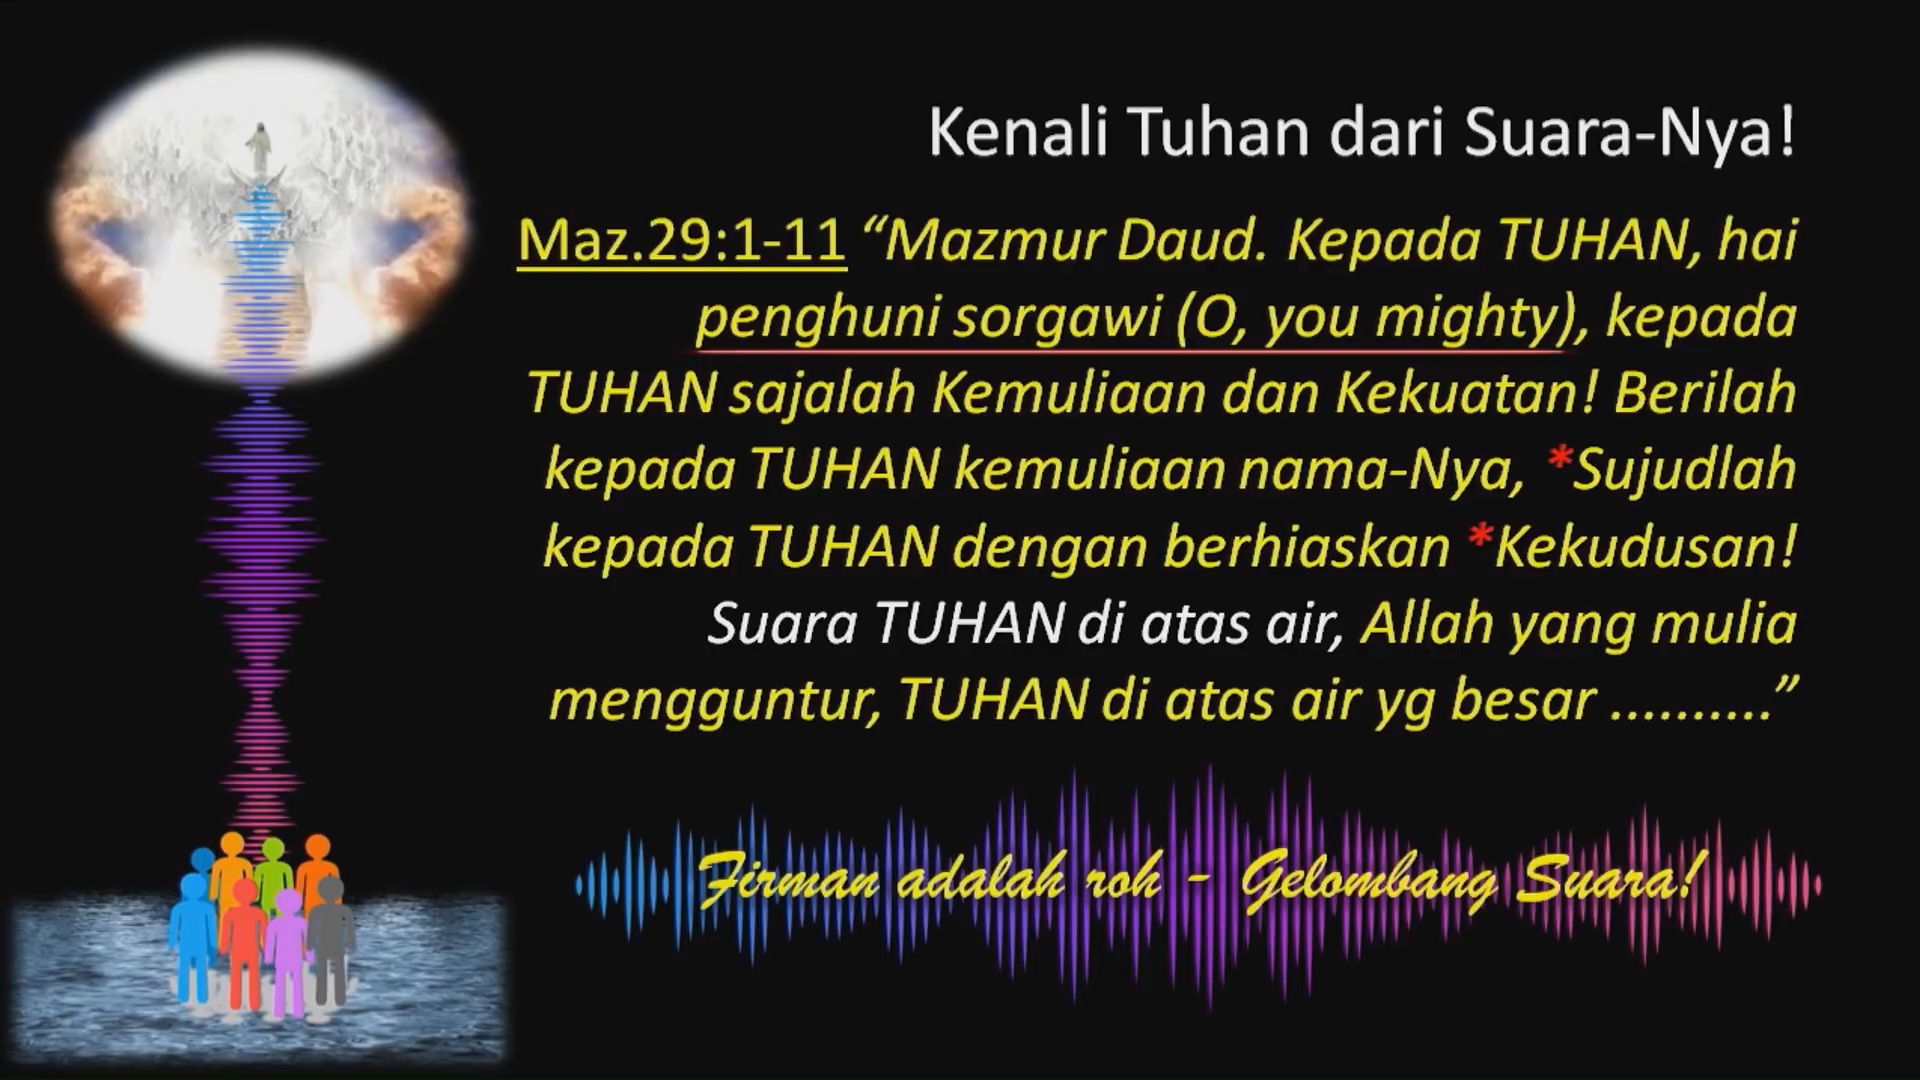 Kenali Tuhan dari Suara-Nya!
Maz.29:1-11 “Mazmur Daud. Kepada TUHAN, hai
penghuni sorgawi (O, you mighty), kepada
TUHAN sajalah Kemuliaan dan Kekuatan! Berilah
kepada TUHAN kemuliaan nama-Nya, *Sujudlah
kepada TUHAN dengan berhiaskan *Kekudusan!
Suara TUHAN di atas air, Allah yang mulia
mengguntur, TUHAN di atas air yg besar ..........”
Firman adalah roh - Gelombang Suara!